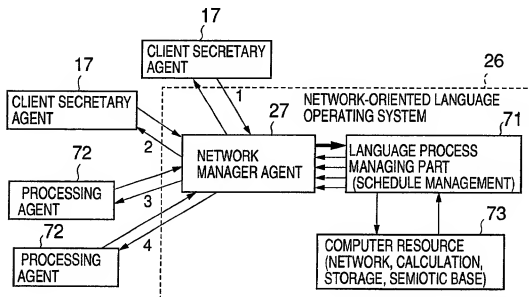 17
CLIENT SECRETARY
AGENT
26
17
CLIENT SECRETARY
AGENT
1
27
NETWORK-ORIENTED LANGUAGE
OPERATING SYSTEM
71
2
NETWORK
MANAGER AGENT
LANGUAGE PROCESS
MANAGING PART
(SCHEDULE MANAGEMENT)
72
PROCESSING
AGENT
3
72
PROCESSING
AGENT
4
73
COMPUTER RESOURCE
(NETWORK, CALCULATION,
STORAGE, SEMIOTIC BASE)